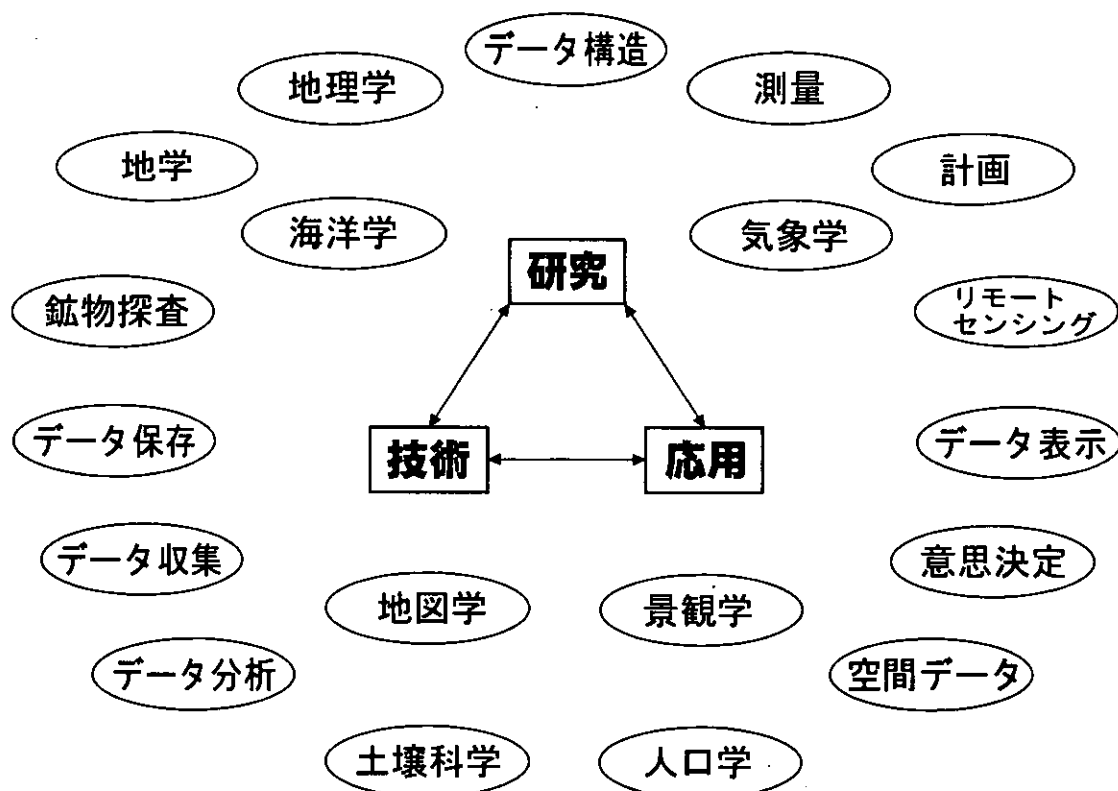 データ構造
地理学
測量
地学
計画
海洋学
気象学
研究
鉱物探査
リモート
センシング
データ保存
技術
応用
データ表示
データ収集
意思決定
地図学
景観学
データ分析
空間データ
土壌科学
人口学